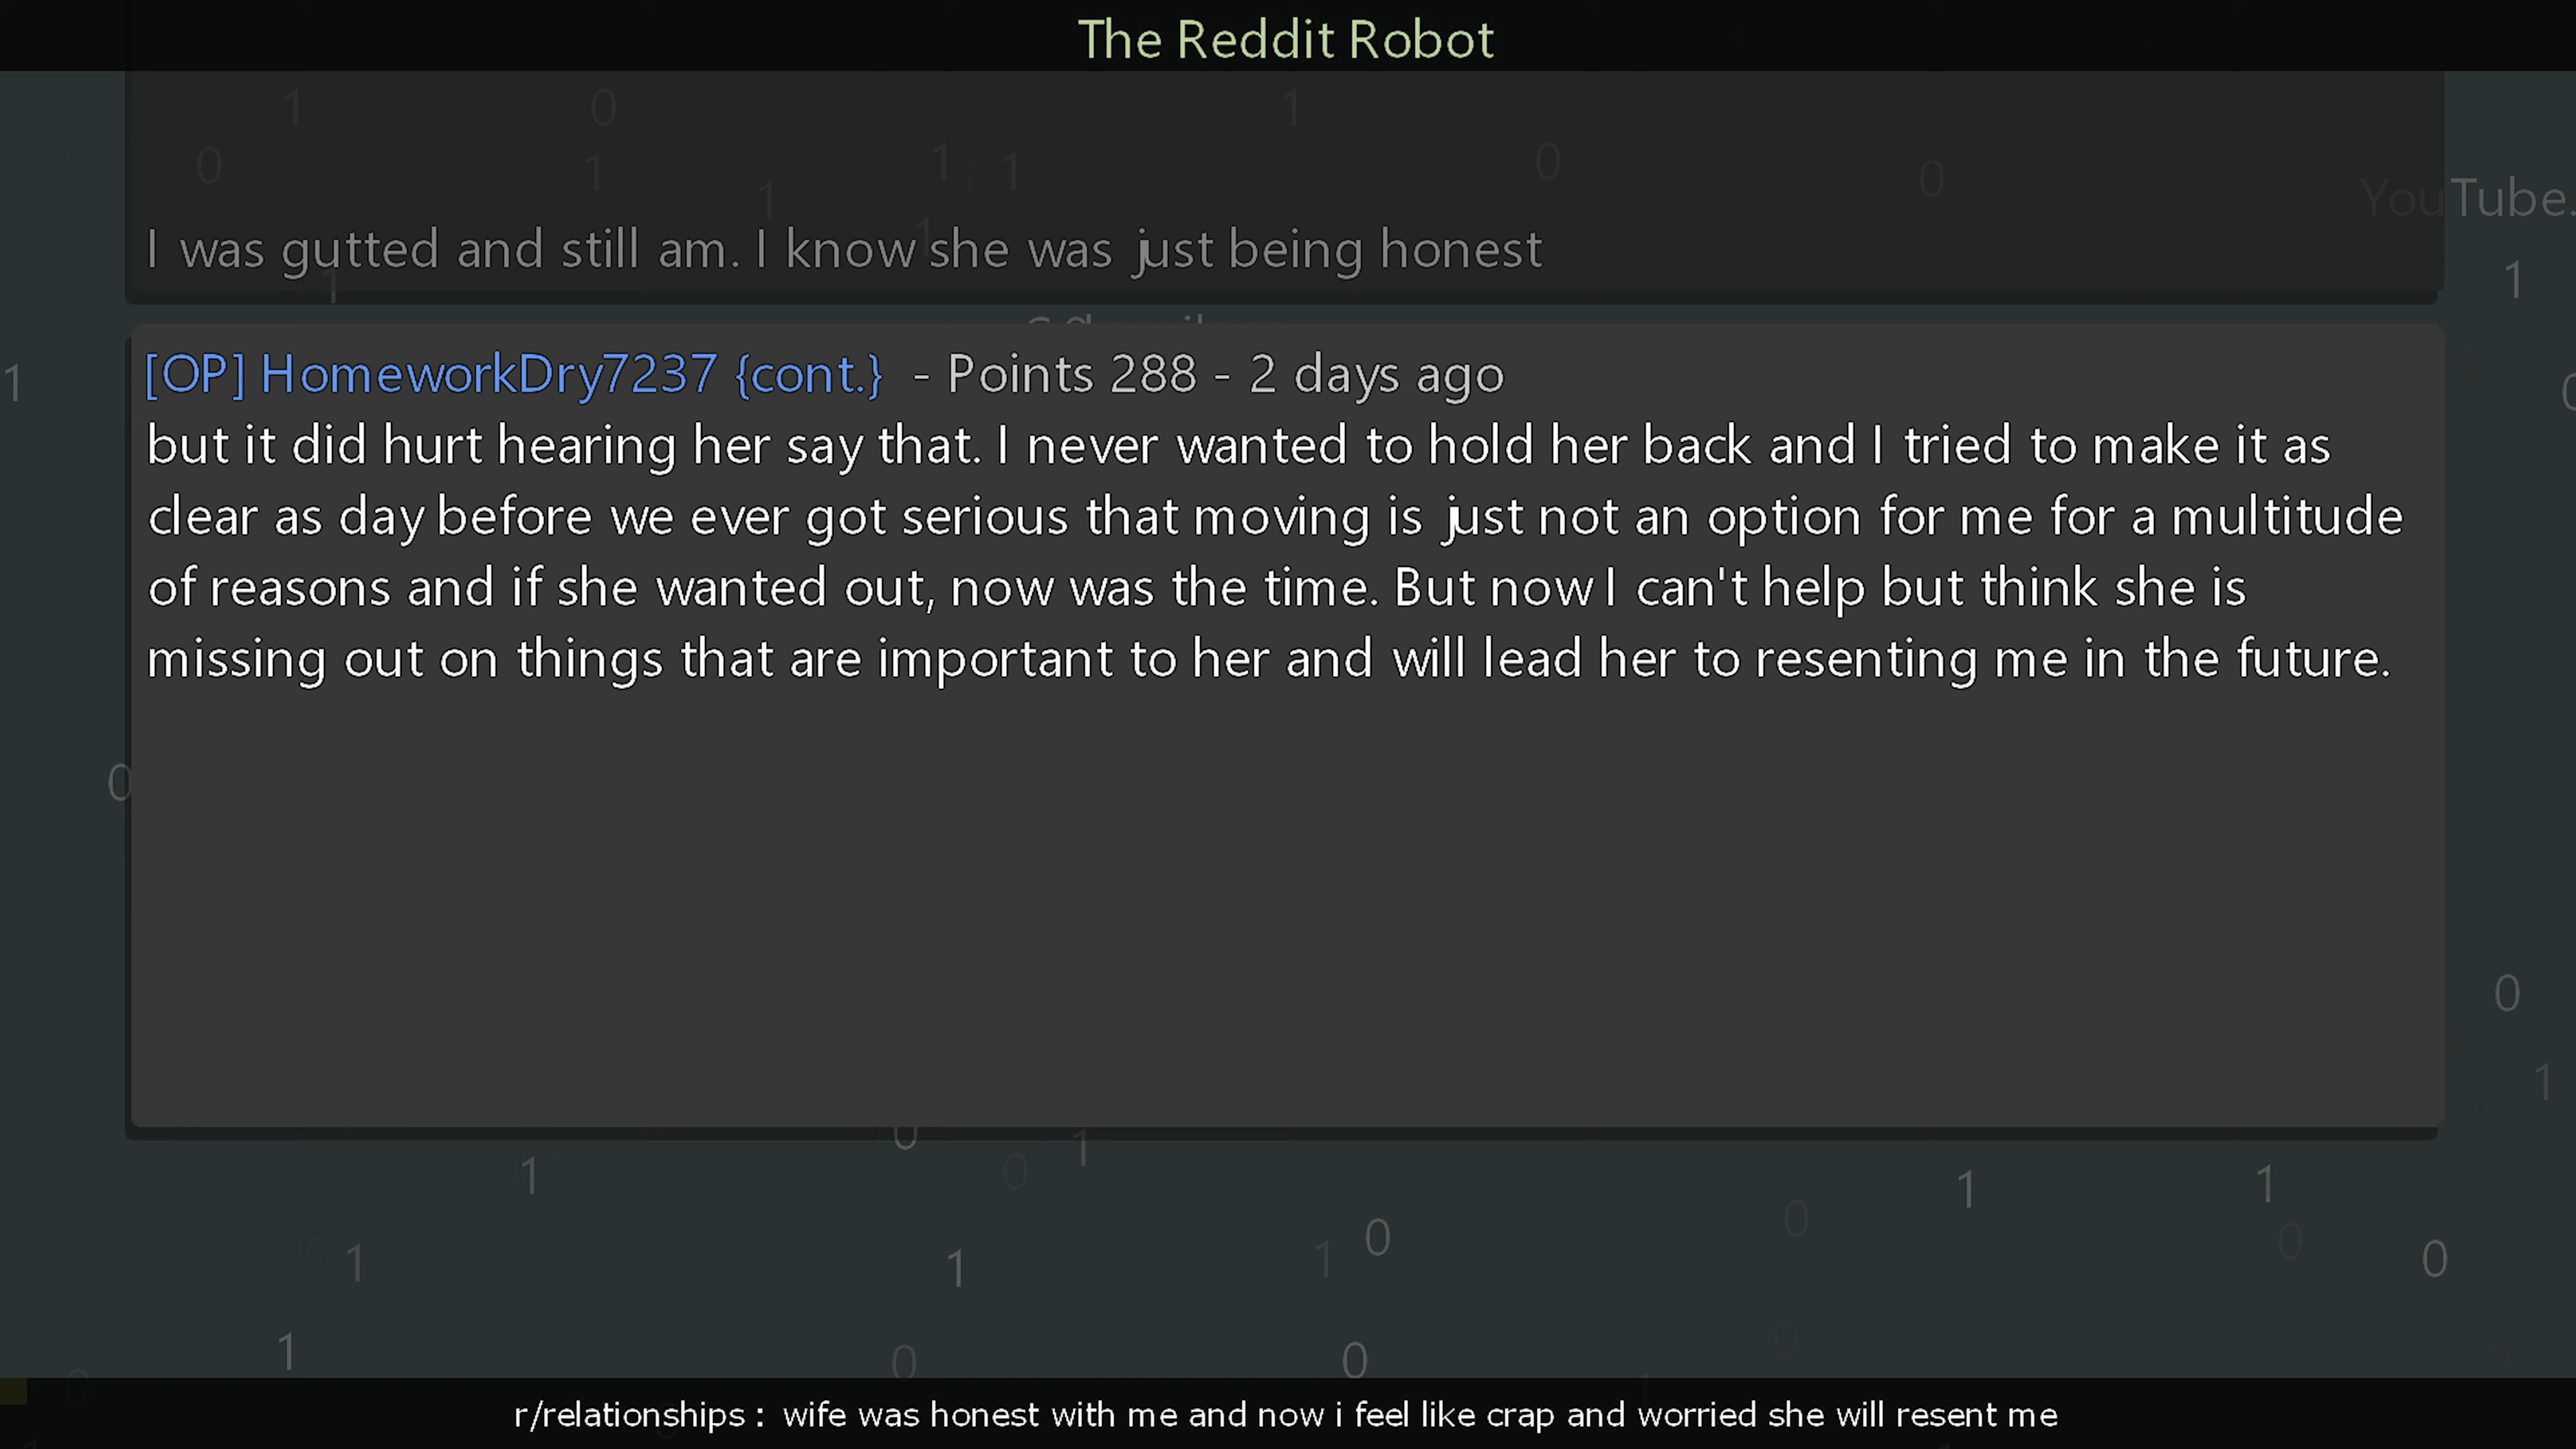 The Reddit Robot
YouTube.
I was gutted and still am. I know she was just being honest
[OP] HomeworkDry7237 {cont.} - Points 288 - 2 days ago
but it did hurt hearing her say that. I never wanted to hold her back and I tried to make it as
clear as day before we ever got serious that moving is just not an option for me for a multitude
of reasons and if she wanted out, now was the time. But now I can't help but think she is
missing out on things that are important to her and will lead her to resenting me in the future.
r/relationships : wife was honest with me and now i feel like crap and worried she will resent me